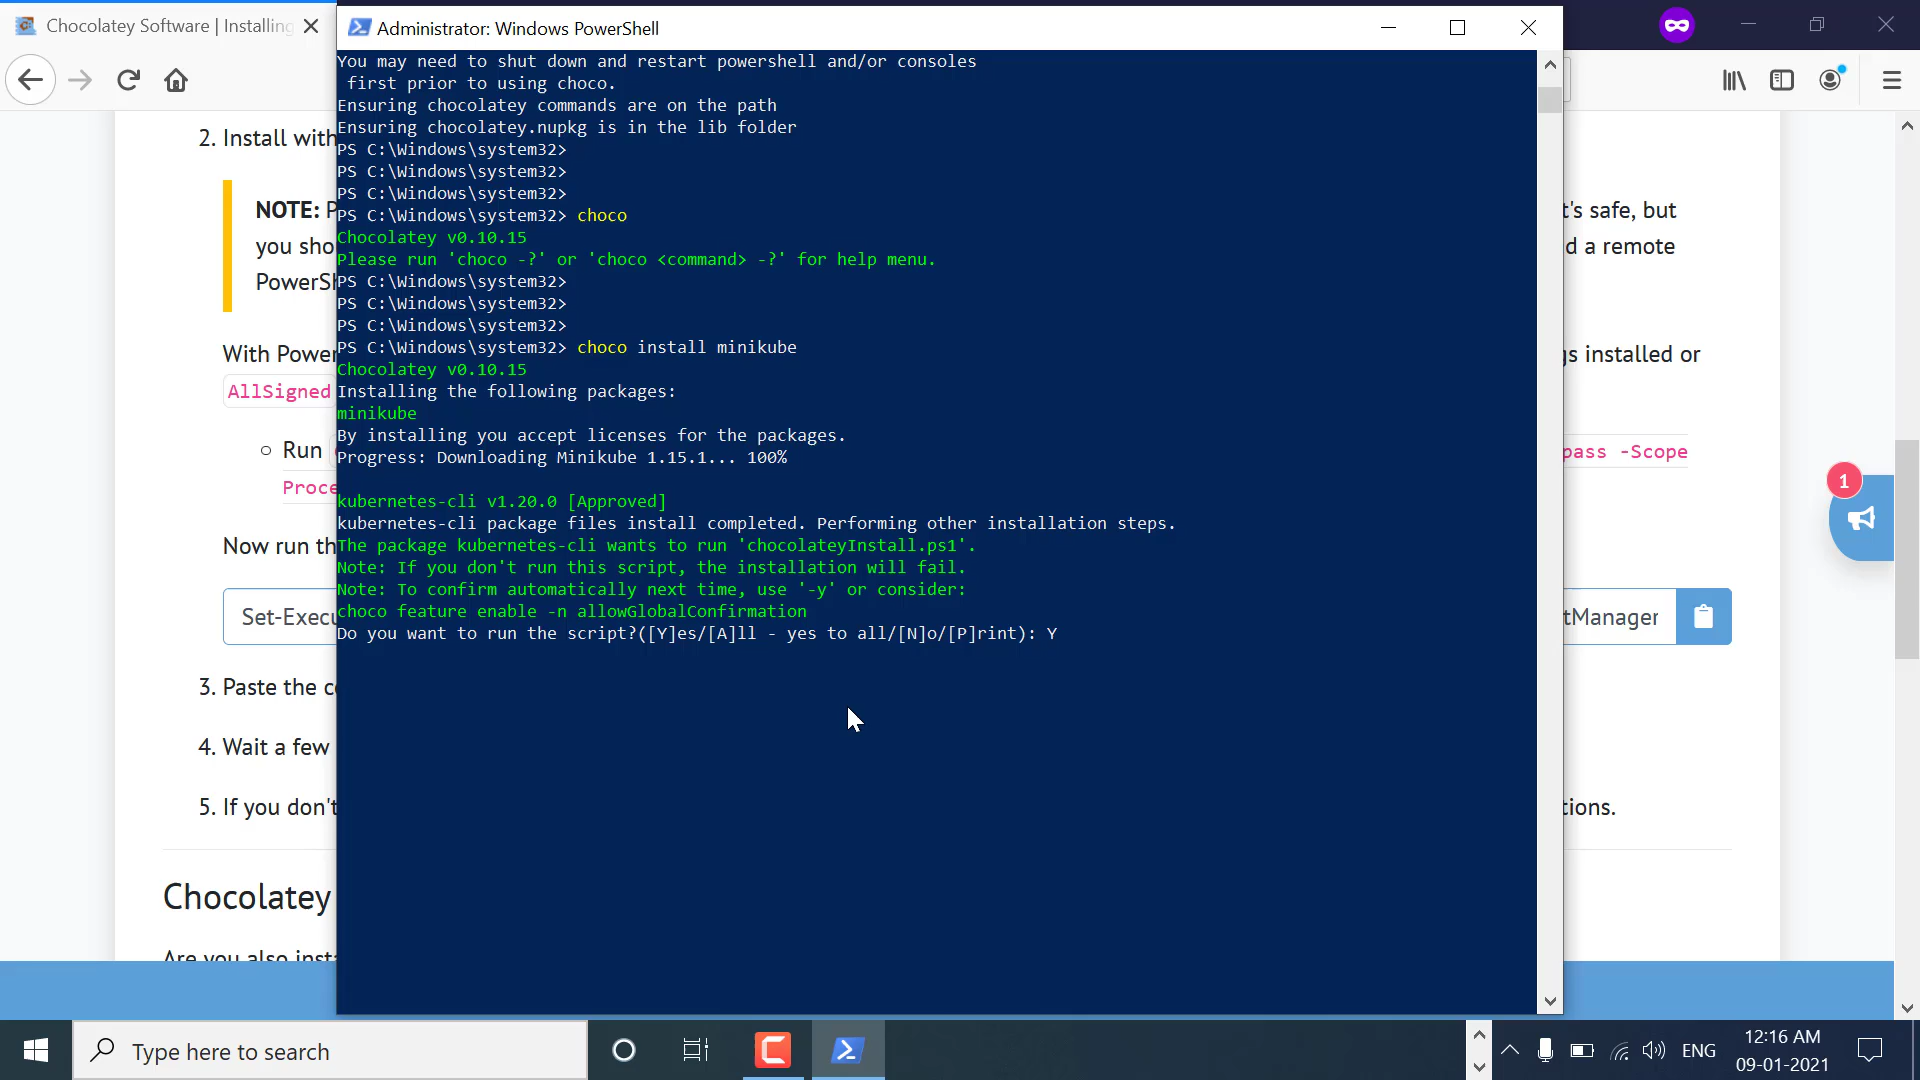 Chocolatey Software | Installing
Administrator: Windows PowerShell
2. Install with
NOTE: P
t's safe, but
you sho
d a remote
PowerSh
With Power
gs installed or
AllSigned
Run
pass -Scope
Proce
Now run th
Set-Execu
tManager
3. Paste the c
4. Wait a few
5. If you don't
tions.
Chocolatey
Are you also inst
You may need to shut down and restart powershell and/or consoles
first prior to using choco.
Ensuring chocolatey commands are on the path
Ensuring chocolatey.nupkg is in the lib folder
PS C:\Windows\system32>
PS C:\Windows\system32>
PS C:\Windows\system32>
PS C:\Windows\system32> choco
Chocolatey v0.10.15
Please run 'choco -?' or 'choco <command> -?' for help menu.
PS C:\Windows\system32>
PS C:\Windows\system32>
PS C:\Windows\system32>
PS C:\Windows\system32> choco install minikube
Chocolatey v0.10.15
Installing the following packages:
minikube
By installing you accept licenses for the packages.
Progress: Downloading Minikube 1.15.1... 100%
kubernetes-cli v1.20.0 [Approved]
kubernetes-cli package files install completed. Performing other installation steps.
The package kubernetes-cli wants to run 'chocolateyInstall.ps1'.
Note: If you don't run this script, the installation will fail.
Note: To confirm automatically next time, use '-y' or consider:
choco feature enable -n allowGlobalConfirmation
Do you want to run the script?([Y]es/[A]ll - yes to all/[N]o/[P]rint): Y
1
Type here to search
ENG
12:16 AM
09-01-2021